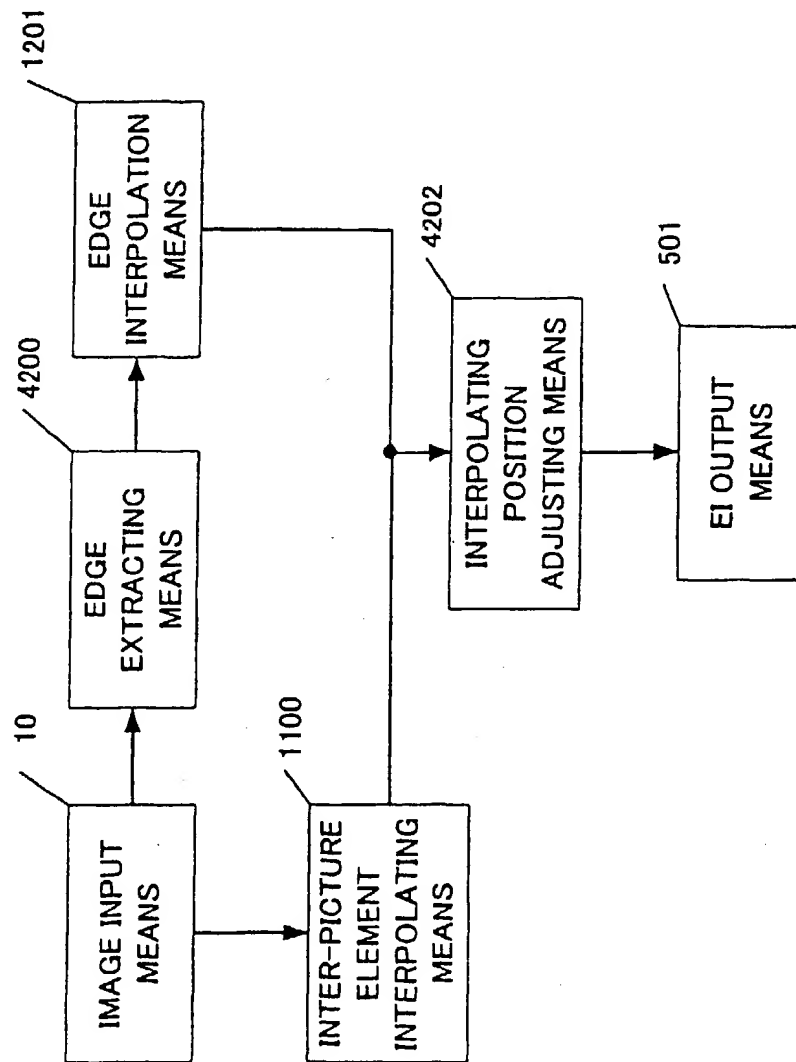 10
IMAGE INPUT
MEANS
4200
EDGE
EXTRACTING
MEANS
1201
EDGE
INTERPOLATION
MEANS
1100
INTER-PICTURE
ELEMENT
INTERPOLATING
MEANS
4202
INTERPOLATING
POSITION
ADJUSTING MEANS
501
EI OUTPUT
MEANS